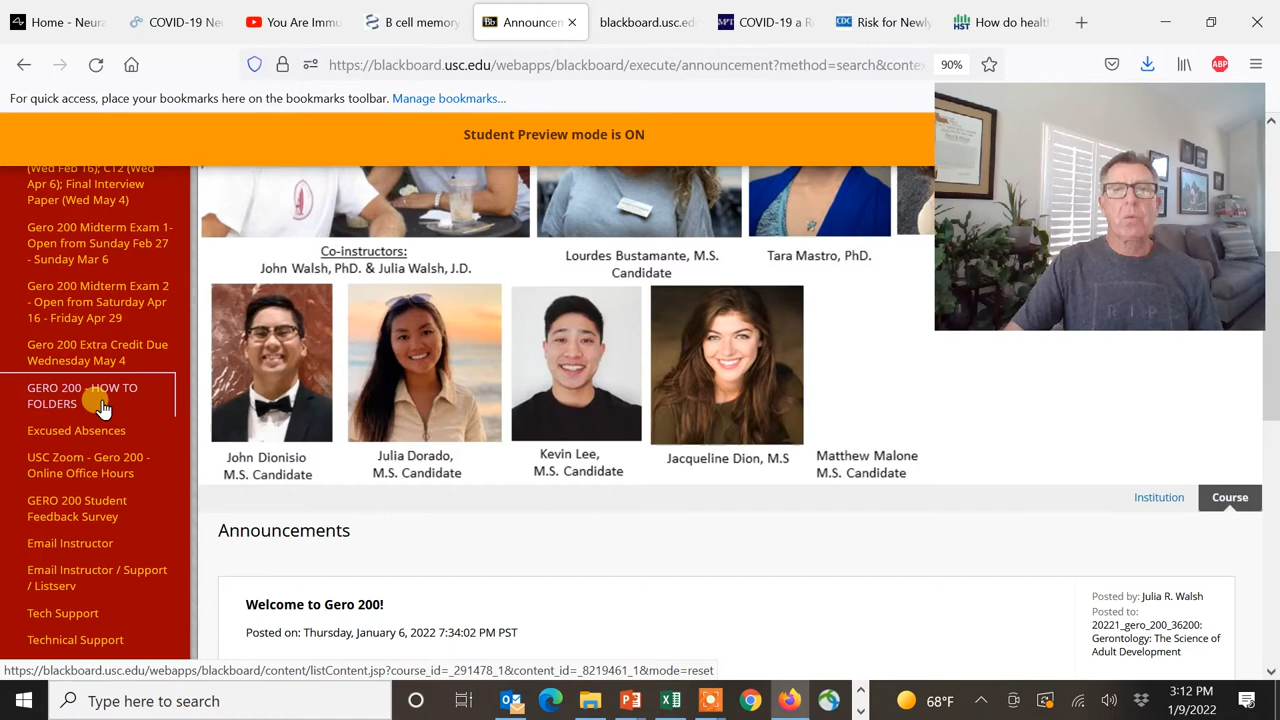 Home - Neura
COVID-19 Ne
You Are Immu
B cell memory
Announcem
blackboard.usc.edu
COVID-19 a R
Risk for Newly
How do healt
https://blackboard.usc.edu/webapps/blackboard/execute/announcement?method=search&conte
90%
ABP
For quick access, place your bookmarks here on the bookmarks toolbar. Manage bookmarks...
Student Preview mode is ON
(Wed Feb 16); C12 (Wed
Apr 6); Final Interview
Paper (Wed May 4)
Gero 200 Midterm Exam 1-
Open from Sunday Feb 27
- Sunday Mar 6
Gero 200 Midterm Exam 2
- Open from Saturday Apr
16 - Friday Apr 29
Gero 200 Extra Credit Due
Wednesday May 4
GERO 200 - HOW TO
FOLDERS
Excused Absences
USC Zoom - Gero 200 -
Online Office Hours
GERO 200 Student
Feedback Survey
Email Instructor
Email Instructor / Support
/ Listserv
Tech Support
Technical Support
Co-instructors:
John Walsh, PhD. & Julia Walsh, J.D.
Lourdes Bustamante, M.S.
Candidate
Tara Mastro, PhD.
John Dionisio
M.S. Candidate
Julia Dorado,
M.S. Candidate
Kevin Lee,
M.S. Candidate
Jacqueline Dion, M.S
Matthew Malone
M.S. Candidate
Institution
Course
Announcements
Welcome to Gero 200!
Posted on: Thursday, January 6, 2022 7:34:02 PM PST
Posted by: Julia R. Walsh
Posted to:
20221_gero_200_36200:
Gerontology: The Science of
Adult Development
https://blackboard.usc.edu/webapps/blackboard/content/listContent.jsp?course_id=_291478_1&content_id=_8219461_1&mode=reset
Type here to search
68°F
3:12 PM
1/9/2022